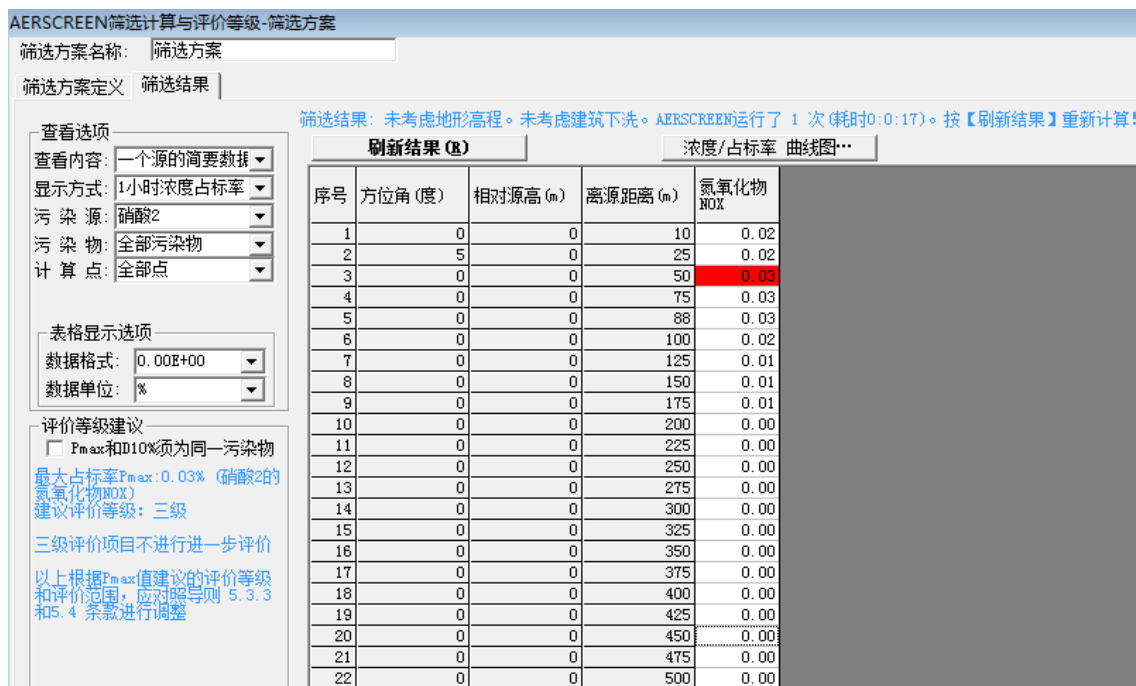 AERSCREEN筛选计算与评价等级-筛选方案
筛选方案名称: 筛选方案
筛选方案定义 筛选结果
筛选结果: 未考虑地形高程。未考虑建筑下洗。AERSCREEN运行了 1 次(耗时0:0:17)。按【刷新结果】重新计算!
刷新结果(R) 浓度/占标率 曲线图…
查看选项
查看内容: 一个源的简要数据
显示方式: 1小时浓度占标率
污 染 源: 硝酸2
污 染 物: 全部污染物
计 算 点: 全部点
表格显示选项
数据格式: 0.00E+00
数据单位: %
评价等级建议
Pmax和D10%须为同一污染物
最大占标率Pmax:0.03% (硝酸2的
氮氧化物NOX)
建议评价等级: 三级
三级评价项目不进行进一步评价
以上根据Pmax值建议的评价等级
和评价范围,应对照导则 5.3.3
和5.4 条款进行调整
序号 方位角(度) 相对源高(m) 离源距离(m) 氮氧化物NOX
1 0 0 10 0.02
2 5 0 25 0.02
3 0 0 50 0.03
4 0 0 75 0.03
5 0 0 88 0.03
6 0 0 100 0.02
7 0 0 125 0.01
8 0 0 150 0.01
9 0 0 175 0.01
10 0 0 200 0.00
11 0 0 225 0.00
12 0 0 250 0.00
13 0 0 275 0.00
14 0 0 300 0.00
15 0 0 325 0.00
16 0 0 350 0.00
17 0 0 375 0.00
18 0 0 400 0.00
19 0 0 425 0.00
20 0 0 450 0.00
21 0 0 475 0.00
22 0 0 500 0.00